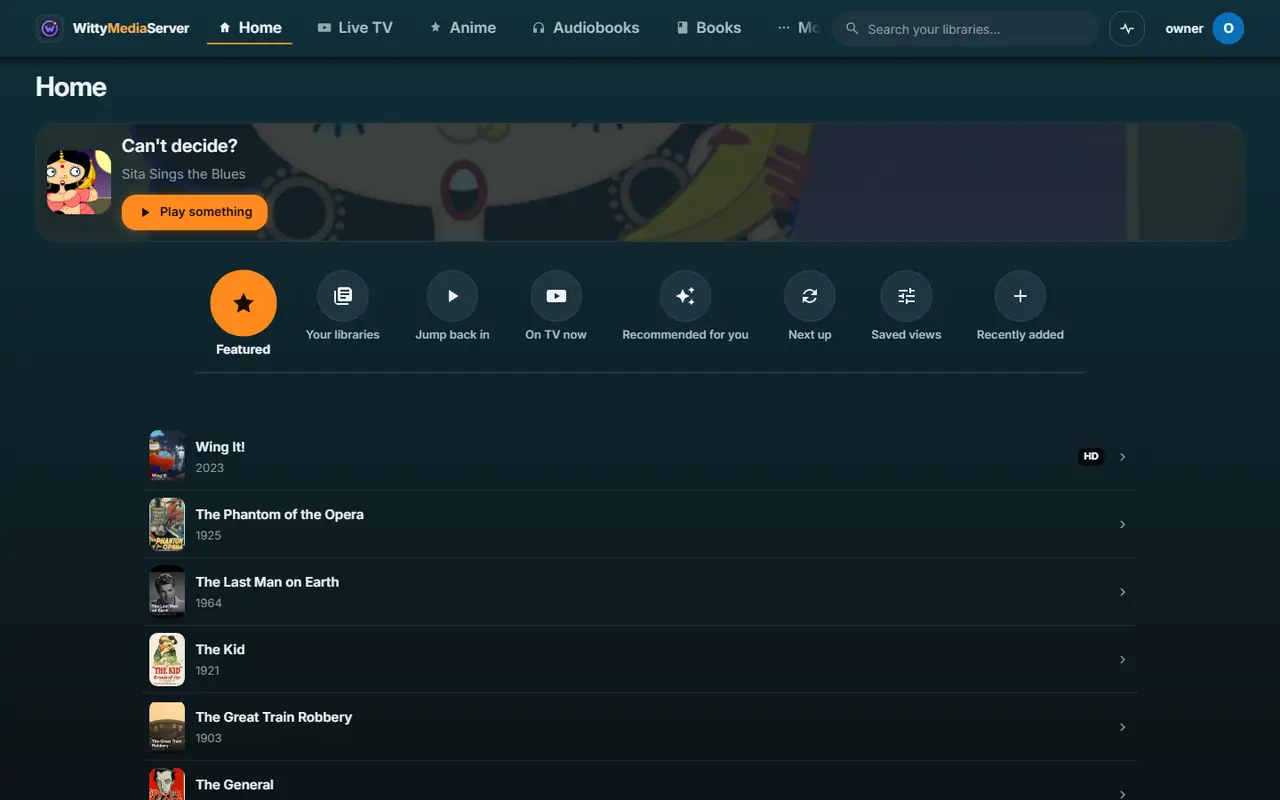 WittyMediaServer
Home
Live TV
Anime
Audiobooks
Books
Search your libraries...
owner
O
Home
Can't decide?
Sita Sings the Blues
Play something
Featured
Your libraries
Jump back in
On TV now
Recommended for you
Next up
Saved views
Recently added
Wing It!
2023
HD
The Phantom of the Opera
1925
The Last Man on Earth
1964
The Kid
1921
THE KID
The Great Train Robbery
1903
The General